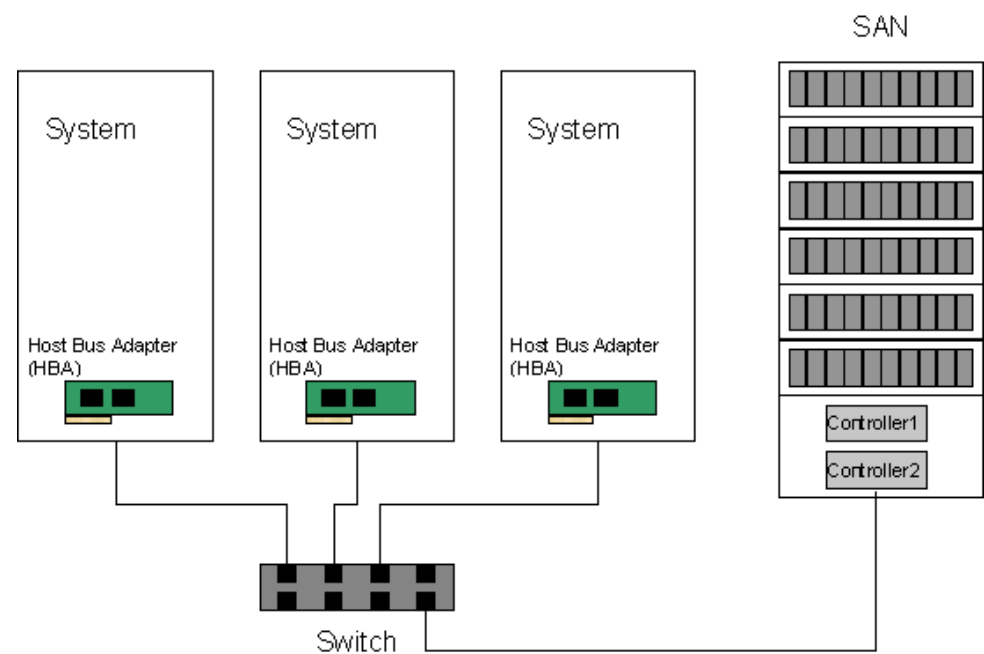 SAN
System
System
System
Host Bus Adapter
(HBA)
Host Bus Adapter
(HBA)
Host Bus Adapter
(HBA)
Controller1
Controller2
Switch